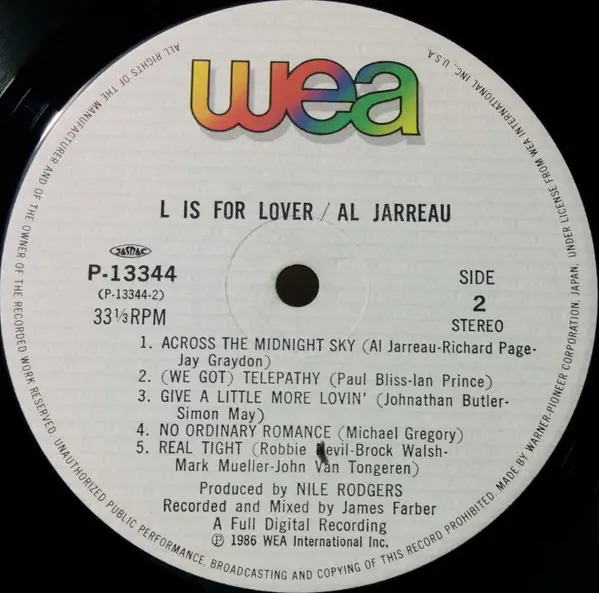 wea
L IS FOR LOVER / AL JARREAU
JASRAC
P-13344
(P-13344-2)
33 1/3 RPM
SIDE
2
STEREO
1. ACROSS THE MIDNIGHT SKY (Al Jarreau-Richard Page-
Jay Graydon)
2. (WE GOT) TELEPATHY (Paul Bliss-Ian Prince)
3. GIVE A LITTLE MORE LOVIN' (Johnathan Butler-
Simon May)
4. NO ORDINARY ROMANCE (Michael Gregory)
5. REAL TIGHT (Robbie Nevil-Brock Walsh-
Mark Mueller-John Van Tongeren)
Produced by NILE RODGERS
Recorded and Mixed by James Farber
A Full Digital Recording
Ⓟ 1986 WEA International Inc.
ALL RIGHTS OF THE MANUFACTURER AND OF THE OWNER OF THE RECORDED WORK RESERVED. UNAUTHORIZED PUBLIC PERFORMANCE, BROADCASTING AND COPYING OF THIS RECORD PROHIBITED. MADE BY WARNER-PIONEER CORPORATION, JAPAN, UNDER LICENSE FROM WEA INTERNATIONAL INC., U.S.A.